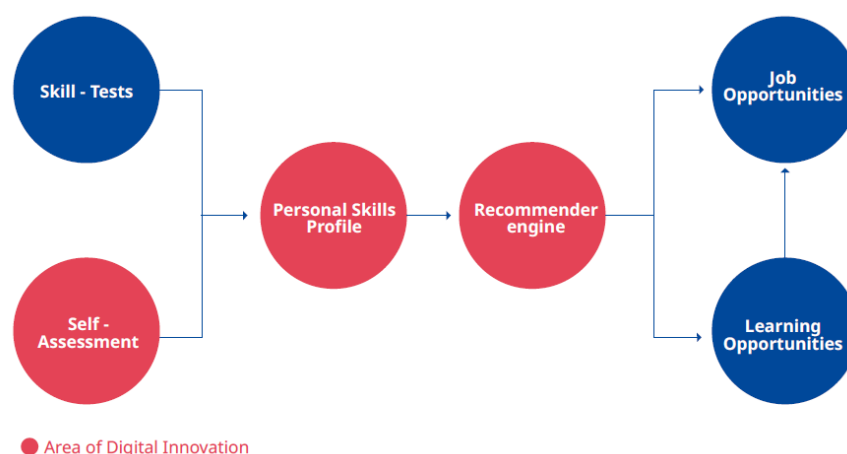 Skill - Tests
Self -
Assessment
Personal Skills
Profile
Recommender
engine
Job
Opportunities
Learning
Opportunities
Area of Digital Innovation